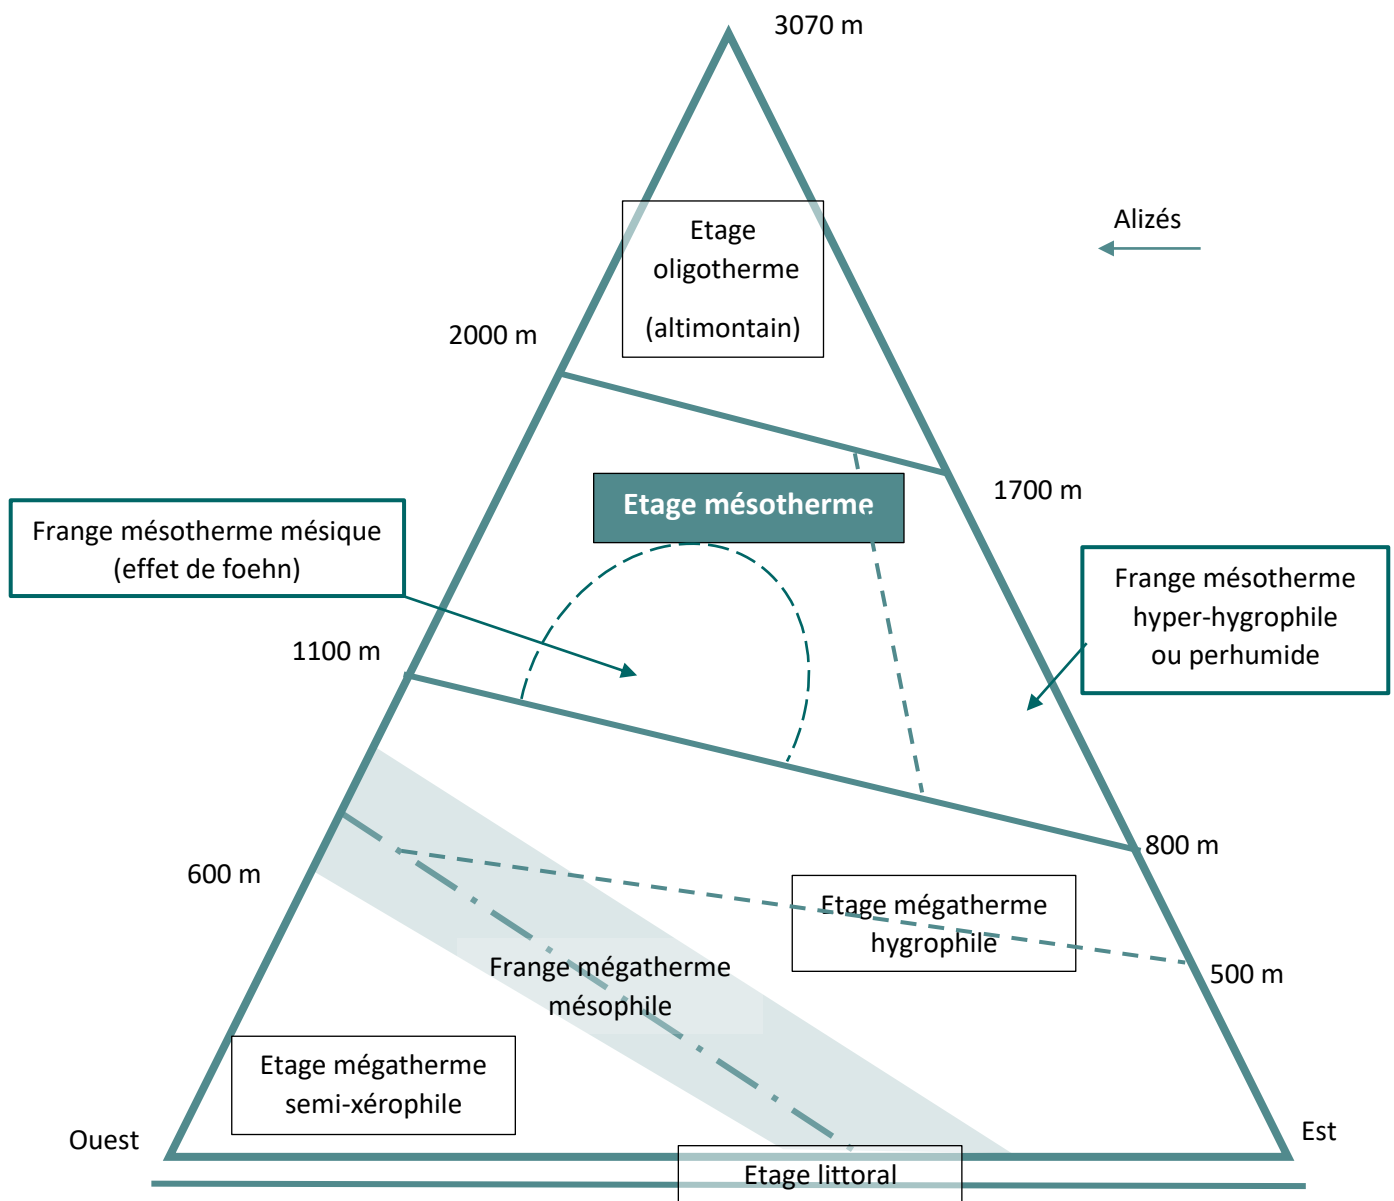 3070 m
Etage
oligotherme
(altimontain)
Alizés
2000 m
Etage mésotherme
1700 m
Frange mésotherme mésique
(effet de foehn)
Frange mésotherme
hyper-hygrophile
ou perhumide
1100 m
800 m
600 m
Etage mégatherme
hygrophile
Frange mégatherme
mésophile
500 m
Etage mégatherme
semi-xérophile
Ouest
Est
Etage littoral